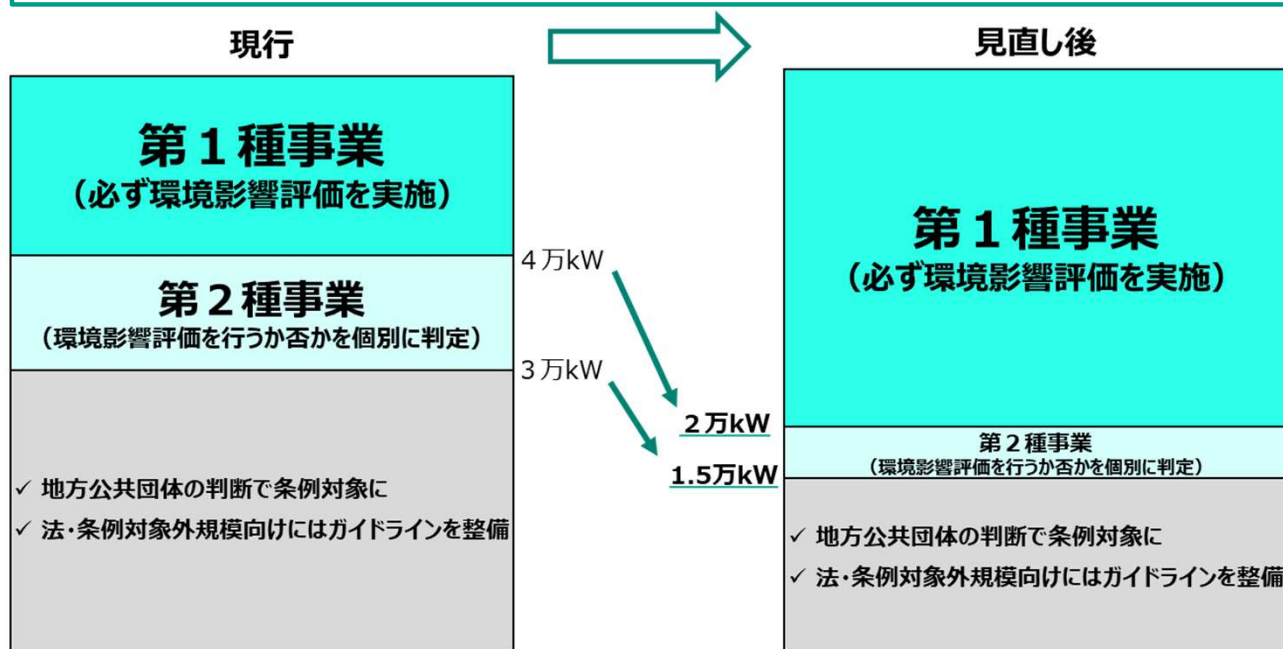 現行
見直し後
第１種事業
（必ず環境影響評価を実施）
４万kW
第２種事業
（環境影響評価を行うか否かを個別に判定）
３万kW
✓ 地方公共団体の判断で条例対象に
✓ 法・条例対象外規模向けにはガイドラインを整備
第１種事業
（必ず環境影響評価を実施）
２万kW
第２種事業
（環境影響評価を行うか否かを個別に判定）
1.5万kW
✓ 地方公共団体の判断で条例対象に
✓ 法・条例対象外規模向けにはガイドラインを整備